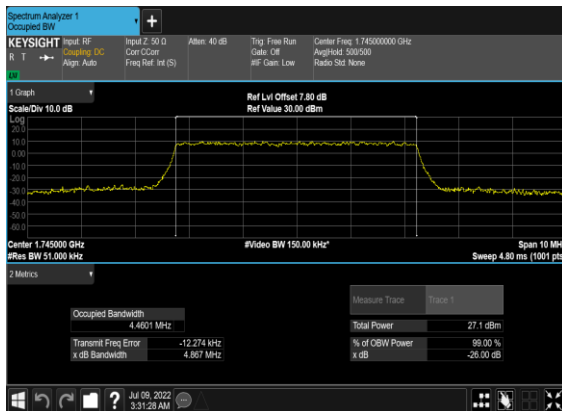 Spectrum Analyzer 1
Occupied BW
KEYSIGHT
R T
Input: RF
Coupling: DC
Align: Auto
Input Z: 50 Ω
Corr CCorr
Freq Ref: Int (S)
Atten: 40 dB
Trig: Free Run
Gate: Off
#IF Gain: Low
Center Freq: 1.745000000 GHz
Avg|Hold: 500/500
Radio Std: None
1 Graph
Scale/Div 10.0 dB
Ref Lvl Offset 7.80 dB
Ref Value 30.00 dBm
Log
20.0
10.0
0.00
-10.0
-20.0
-30.0
-40.0
-50.0
-60.0
Center 1.745000 GHz
#Res BW 51.000 kHz
#Video BW 150.00 kHz*
Span 10 MH
Sweep 4.80 ms (1001 pts
2 Metrics
Measure Trace
Trace 1
Occupied Bandwidth
4.4601 MHz
Total Power
27.1 dBm
Transmit Freq Error
-12.274 kHz
% of OBW Power
99.00 %
x dB Bandwidth
4.867 MHz
x dB
-26.00 dB
Jul 09, 2022
3:31:28 AM